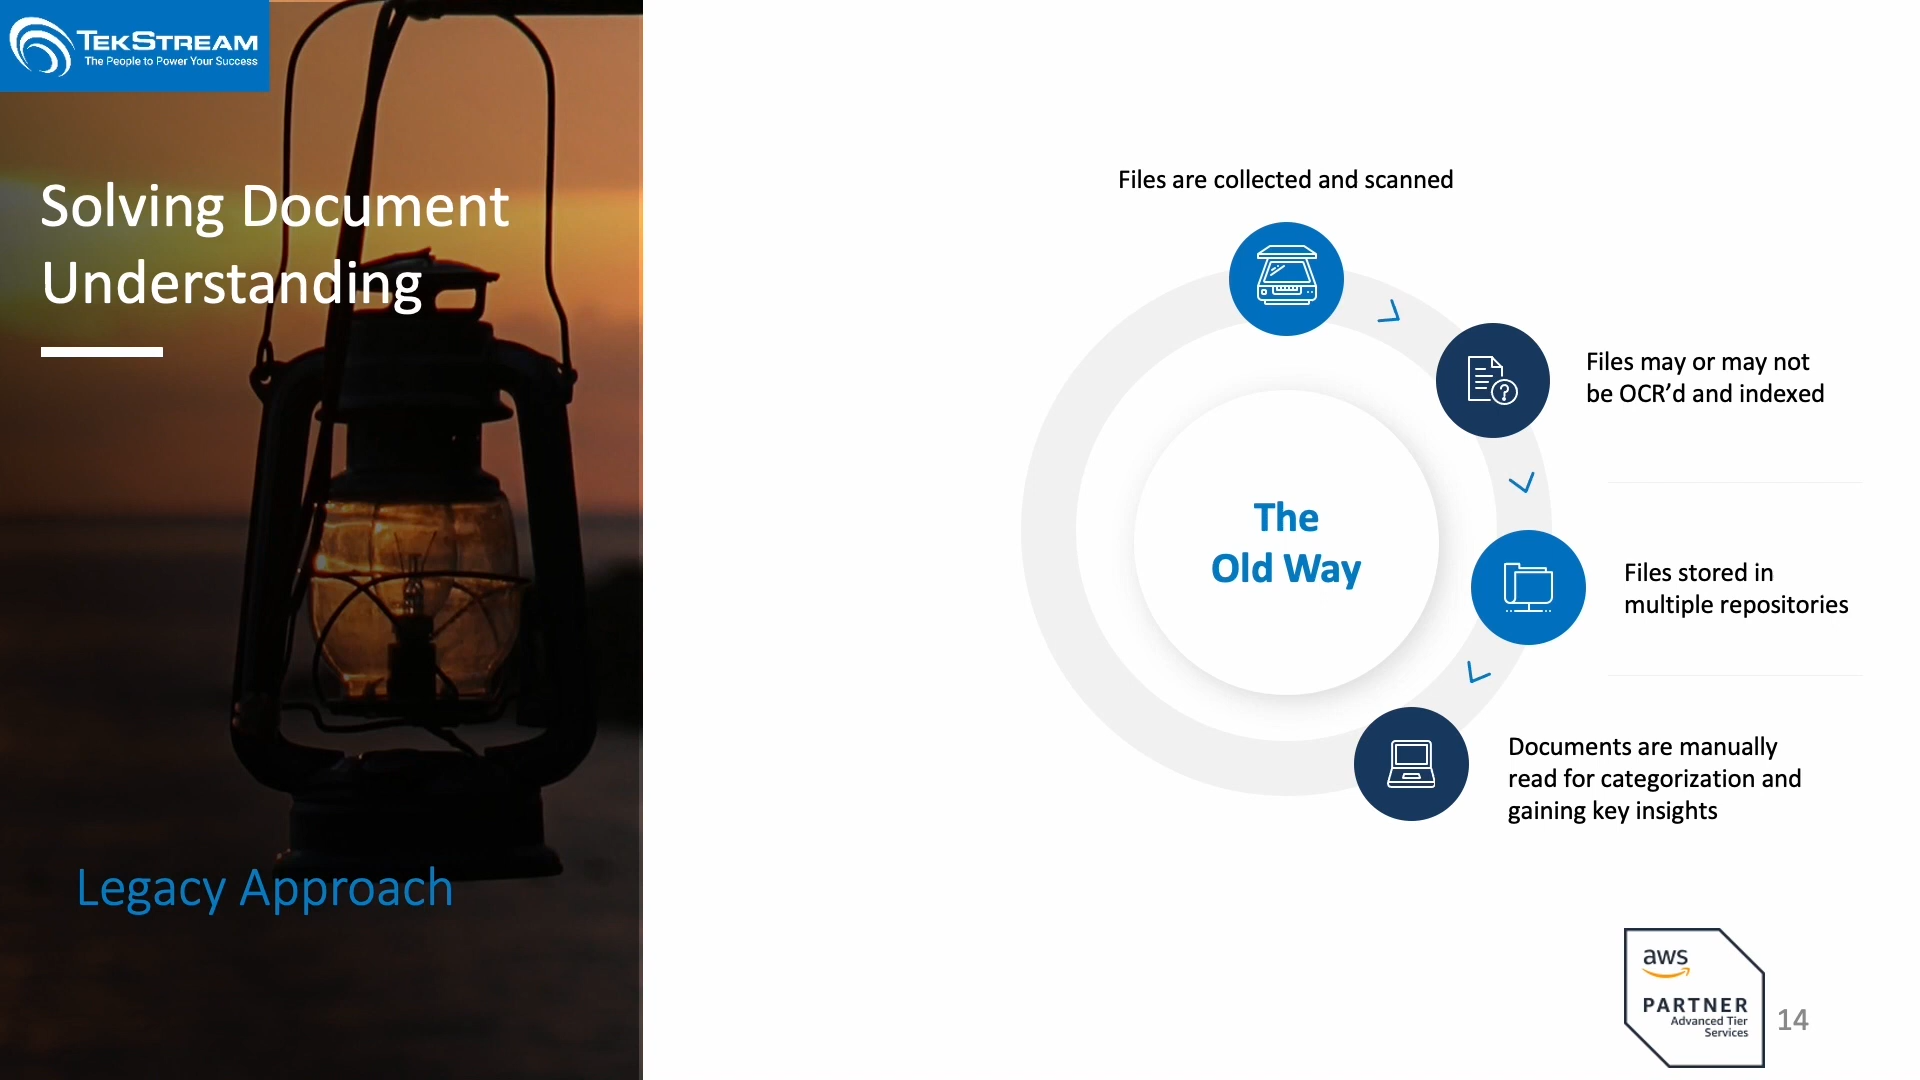 TEKSTREAM
The People to Power Your Success
Solving Document
Understanding
Legacy Approach
Files are collected and scanned
Files may or may not
be OCR’d and indexed
The
Old Way
Files stored in
multiple repositories
Documents are manually
read for categorization and
gaining key insights
aws
PARTNER
Advanced Tier
Services
14